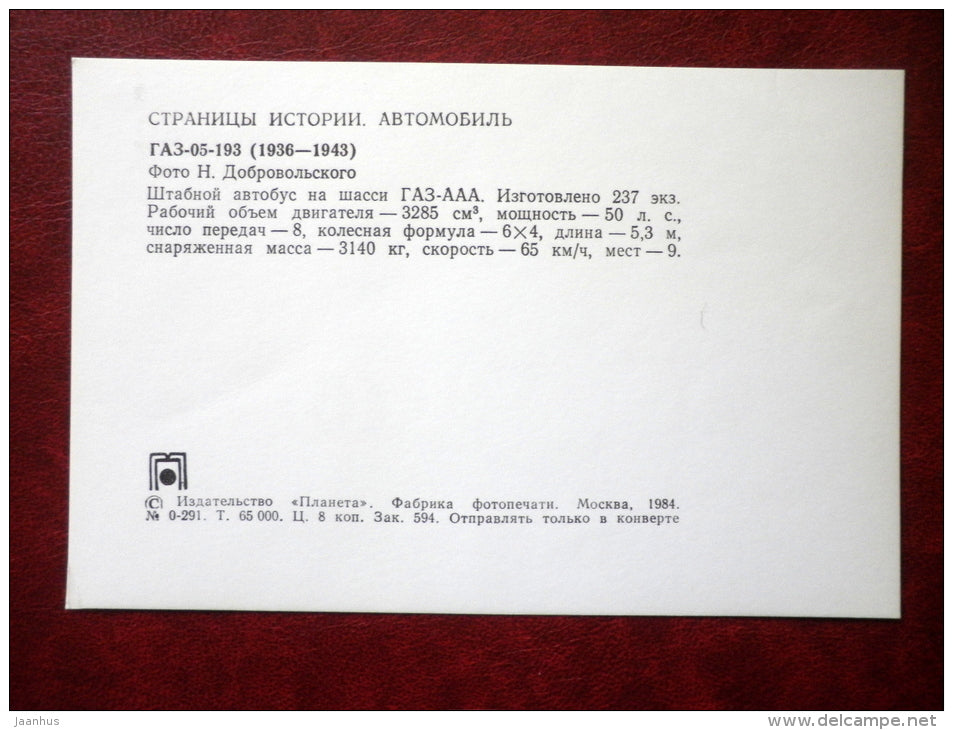 СТРАНИЦЫ ИСТОРИИ. АВТОМОБИЛЬ
ГАЗ-05-193 (1936—1943)
Фото Н. Добровольского
Штабной автобус на шасси ГАЗ-ААА. Изготовлено 237 экз.
Рабочий объем двигателя — 3285 см³, мощность — 50 л. с.,
число передач — 8, колесная формула — 6×4, длина — 5,3 м,
снаряженная масса — 3140 кг, скорость — 65 км/ч, мест — 9.
© Издательство «Планета». Фабрика фотопечати. Москва, 1984.
№ 0-291. Т. 65 000. Ц. 8 коп. Зак. 594. Отправлять только в конверте
jaanhus
www.delcampe.net